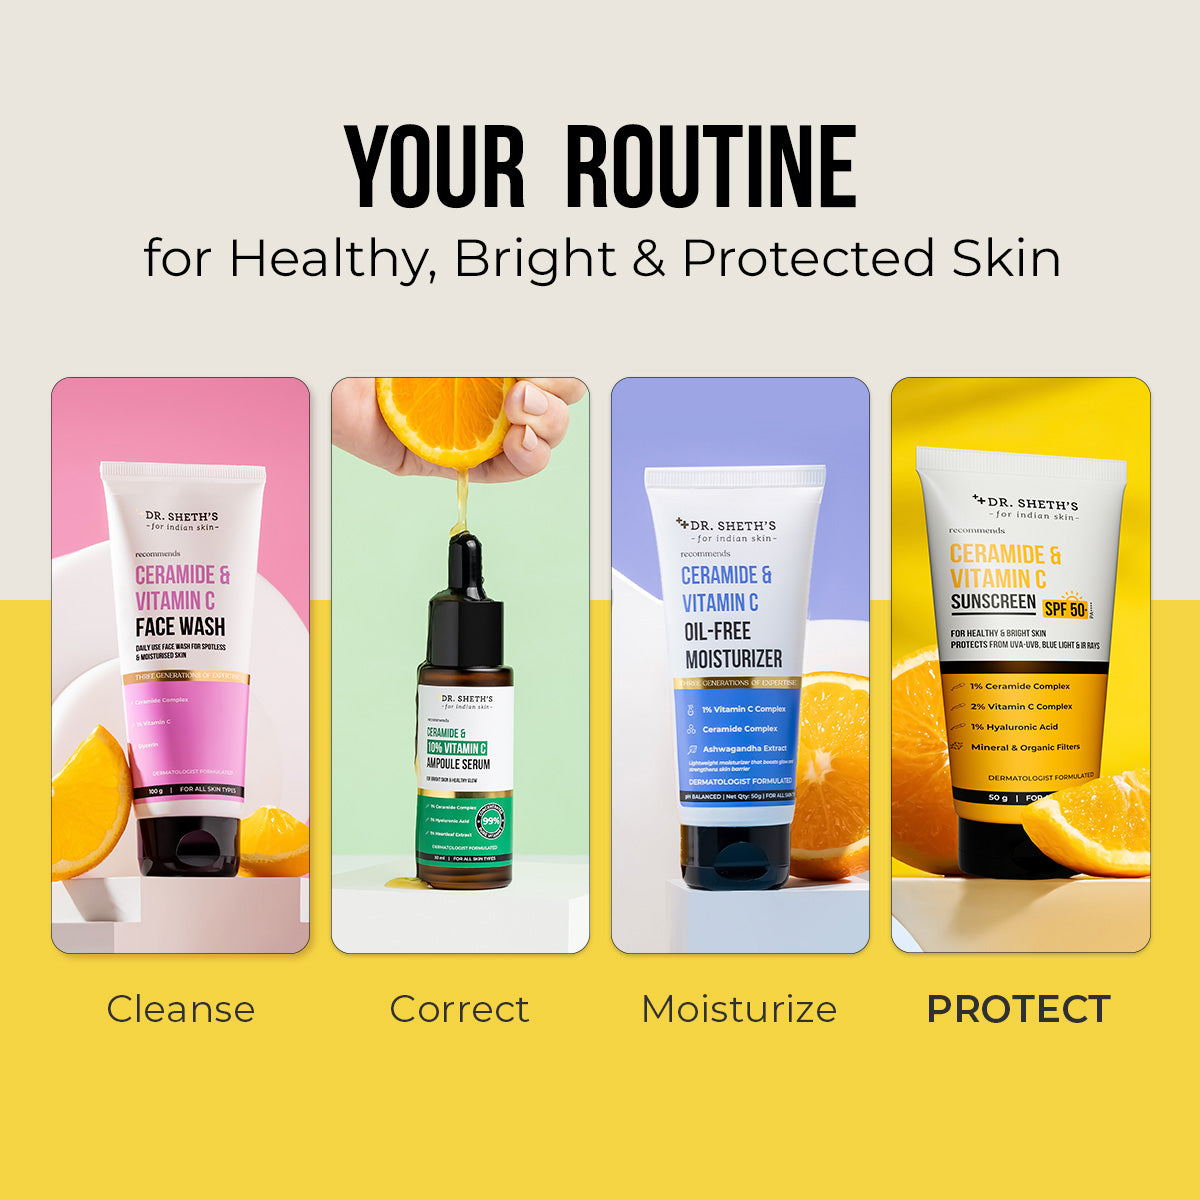 YOUR ROUTINE
for Healthy, Bright & Protected Skin
DR. SHETH'S
-for indian skin-
recommends
CERAMIDE &
VITAMIN C
FACE WASH
DAILY USE FACE WASH FOR SPOTLESS
& MOISTURISED SKIN
THREE GENERATIONS OF EXPERTISE
Ceramide Complex
1% Vitamin C
Glycerin
DERMATOLOGIST FORMULATED
100 g | FOR ALL SKIN TYPES
Cleanse
DR. SHETH'S
-for indian skin-
recommends
CERAMIDE &
10% VITAMIN C
AMPOULE SERUM
FOR BRIGHT SKIN & HEALTHY GLOW
1% Ceramide Complex
1% Hyaluronic Acid
1% Heartleaf Extract
99%
DERMATOLOGIST FORMULATED
30 ml | FOR ALL SKIN TYPES
Correct
DR. SHETH'S
-for indian skin-
recommends
CERAMIDE &
VITAMIN C
OIL-FREE
MOISTURIZER
THREE GENERATIONS OF EXPERTISE
1% Vitamin C Complex
Ceramide Complex
Ashwagandha Extract
Lightweight moisturizer that boosts glow and
strengthens skin barrier
DERMATOLOGIST FORMULATED
pH BALANCED | Net Qty: 50g | FOR ALL SKIN
Moisturize
DR. SHETH'S
-for indian skin-
recommends
CERAMIDE &
VITAMIN C
SUNSCREEN SPF 50+
FOR HEALTHY & BRIGHT SKIN
PROTECTS FROM UVA-UVB, BLUE LIGHT & IR RAYS
1% Ceramide Complex
2% Vitamin C Complex
1% Hyaluronic Acid
Mineral & Organic Filters
DERMATOLOGIST FORMULATED
50 g | FOR
PROTECT